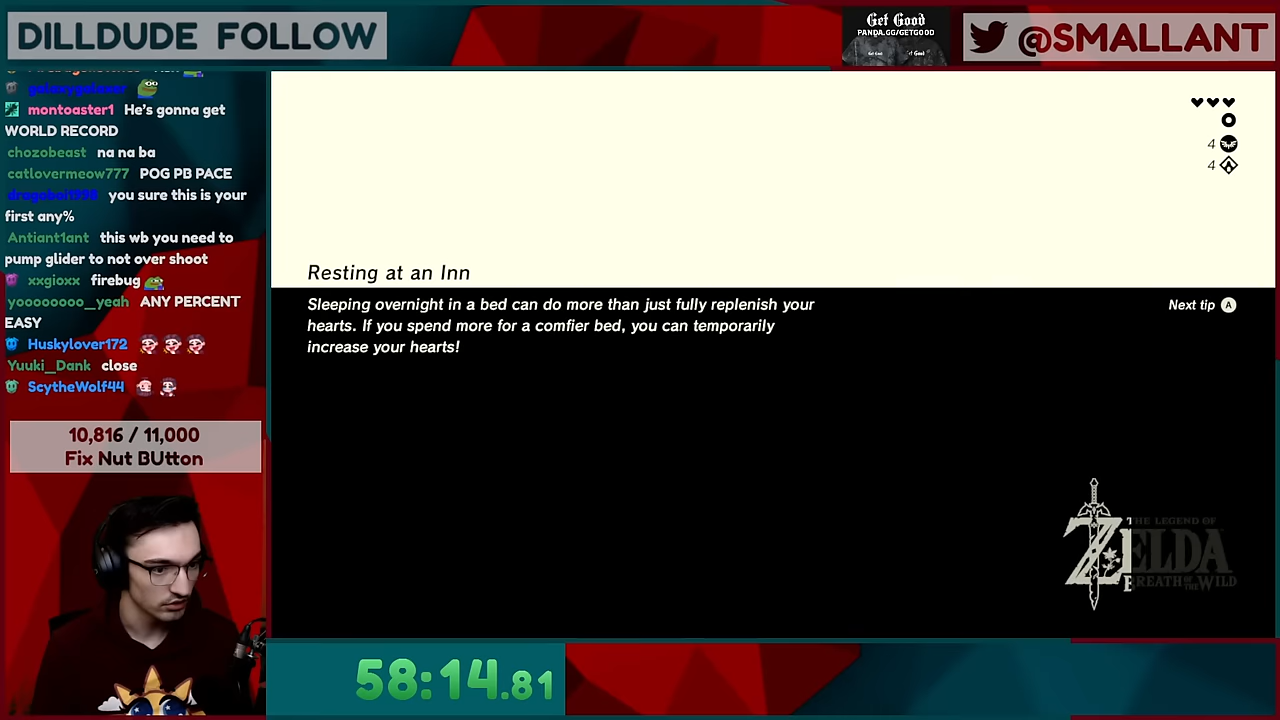 DILLDUDE FOLLOW
Get Good
PANDA.GG/GETGOOD
@SMALLANT
montoaster1 He's gonna get
WORLD RECORD
chozobeast na na ba
catlovermeow777 POG PB PACE
you sure this is your
first any%
Antiant1ant this wb you need to
pump glider to not over shoot
xxgioxx firebug
yoooooooo_yeah ANY PERCENT
EASY
Huskylover172
Yuuki_Dank close
ScytheWolf44
10,816 / 11,000
Fix Nut BUtton
4
4
Resting at an Inn
Sleeping overnight in a bed can do more than just fully replenish your
hearts. If you spend more for a comfier bed, you can temporarily
increase your hearts!
Next tip A
THE LEGEND OF
ZELDA
BREATH OF THE WILD
58:14.81